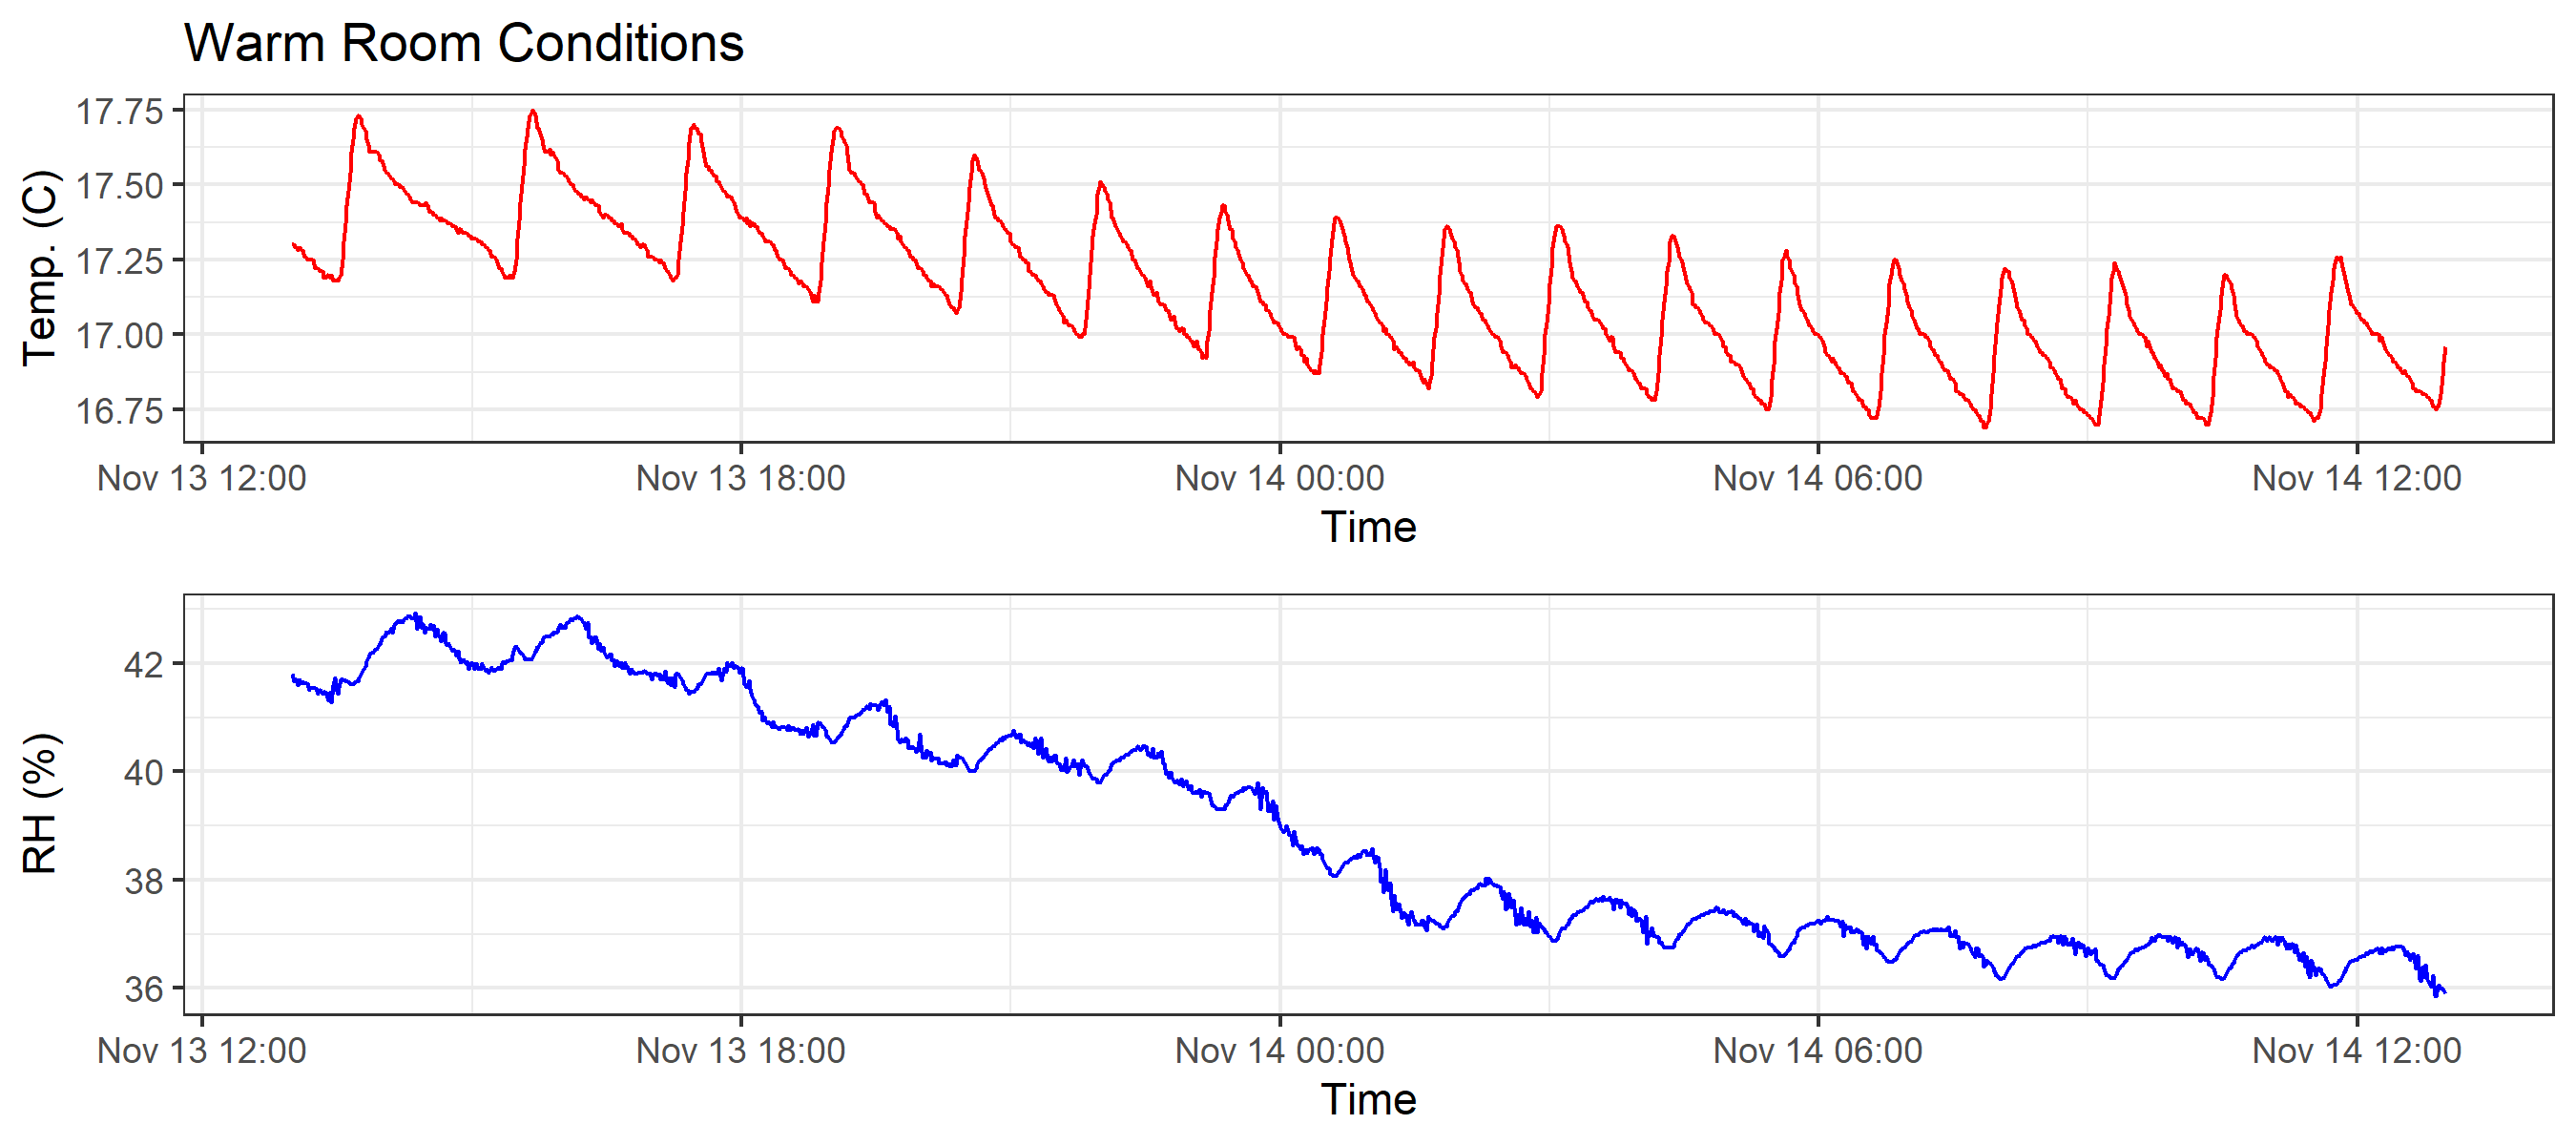 Warm Room Conditions
Temp. (C)
17.75
17.50
17.25
17.00
16.75
Nov 13 12:00 Nov 13 18:00 Nov 14 00:00 Nov 14 06:00 Nov 14 12:00
Time
RH (%)
42
40
38
36
Nov 13 12:00 Nov 13 18:00 Nov 14 00:00 Nov 14 06:00 Nov 14 12:00
Time